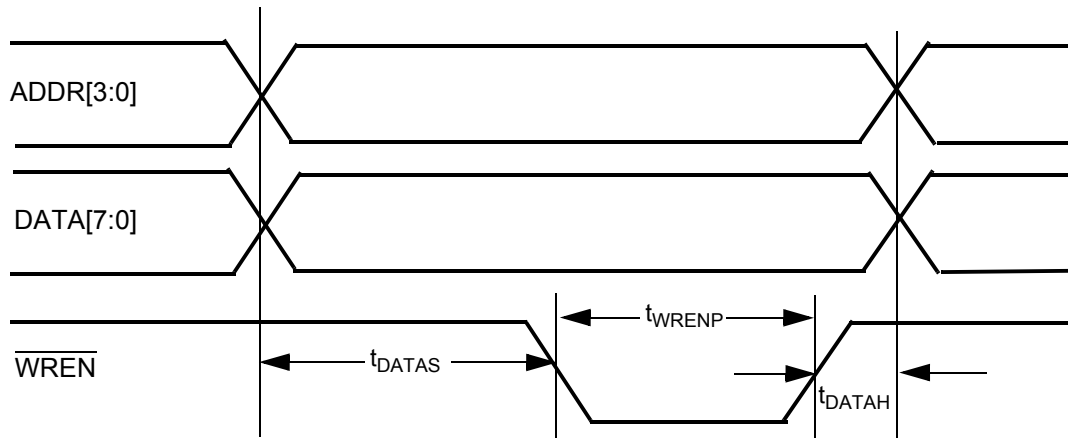 ADDR[3:0]
DATA[7:0]
tWRENP
WREN
tDATAS
tDATAH